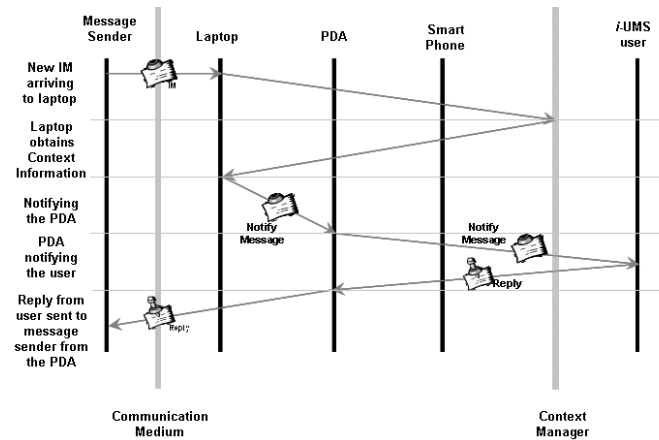 Message
Sender
Laptop
PDA
Smart
Phone
i-UMS
user
New IM
arriving
to laptop
IM
Laptop
obtains
Context
Information
Notifying
the PDA
Notify
Message
Notify
Message
PDA
notifying
the user
Reply
Reply from
user sent to
message
sender from
the PDA
Reply
Communication
Medium
Context
Manager